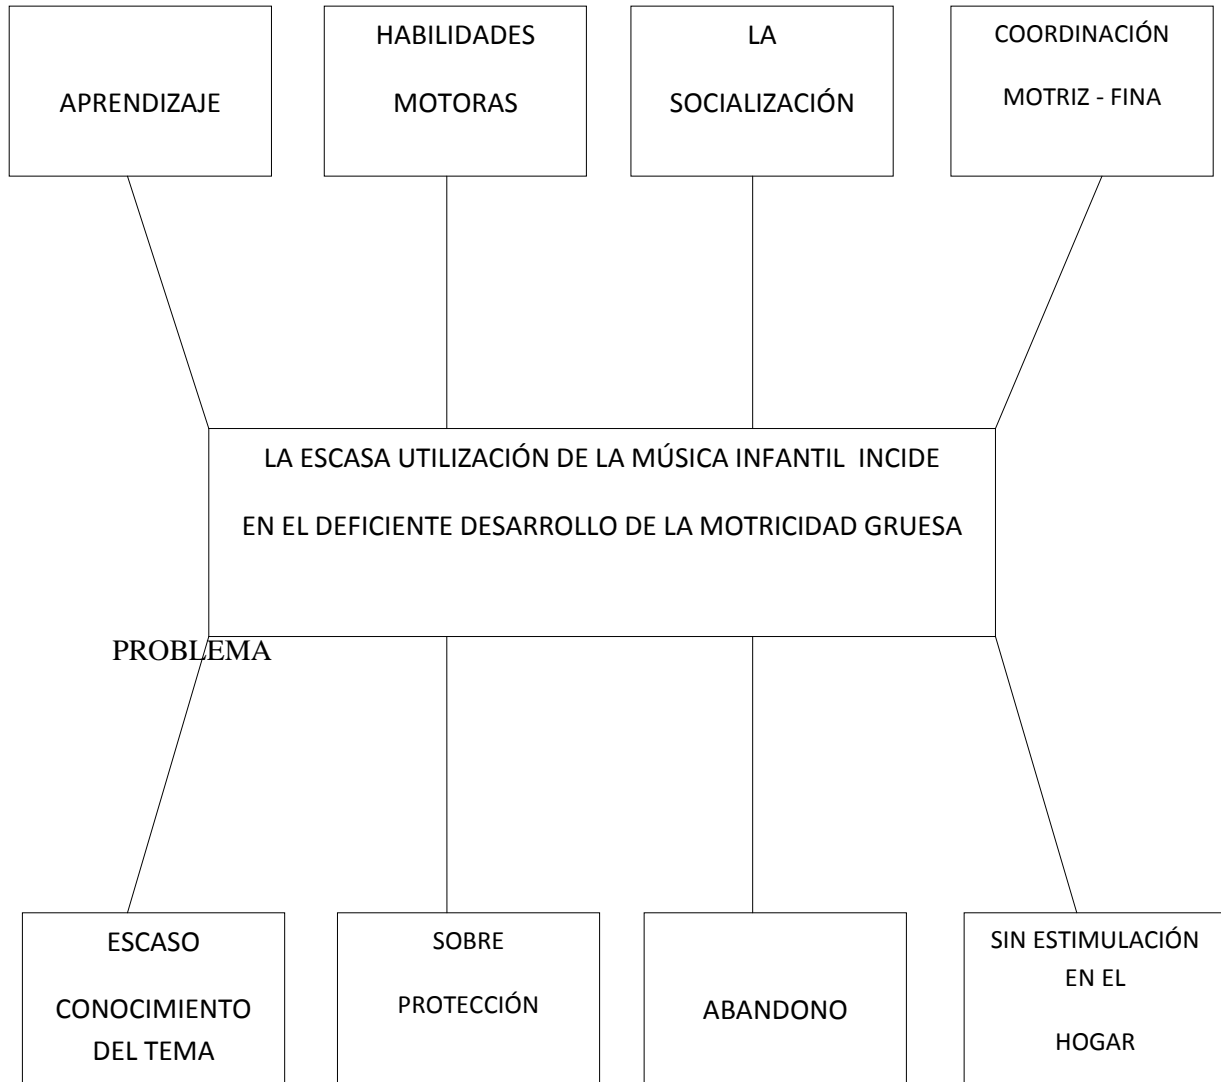 APRENDIZAJE
HABILIDADES
MOTORAS
LA
SOCIALIZACIÓN
COORDINACIÓN
MOTRIZ - FINA
LA ESCASA UTILIZACIÓN DE LA MÚSICA INFANTIL  INCIDE
EN EL DEFICIENTE DESARROLLO DE LA MOTRICIDAD GRUESA
PROBLEMA
ESCASO
CONOCIMIENTO
DEL TEMA
SOBRE
PROTECCIÓN
ABANDONO
SIN ESTIMULACIÓN
EN EL
HOGAR